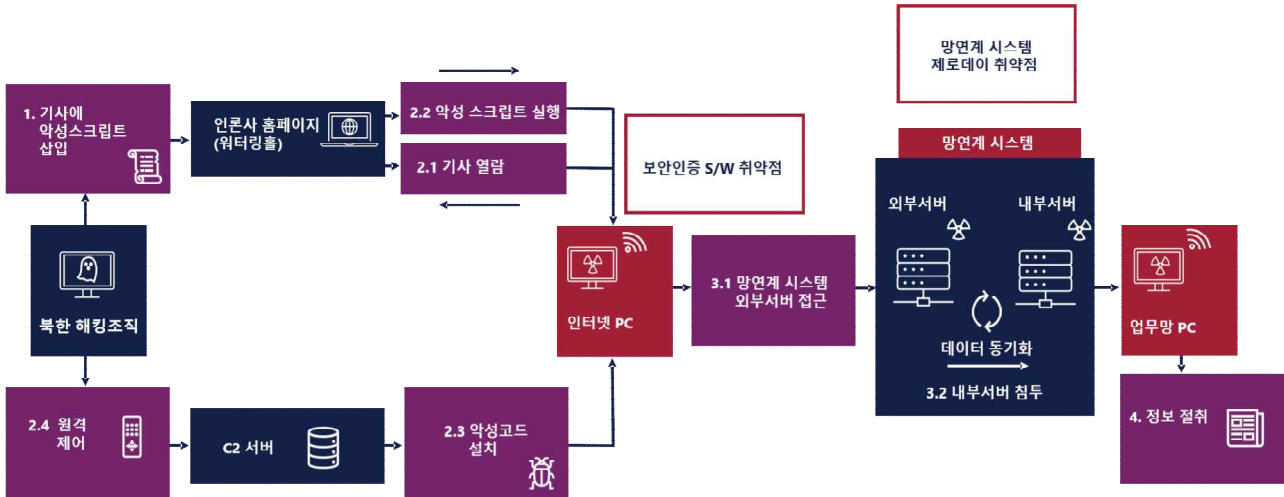 망연계 시스템
제로데이 취약점
1. 기사에
악성스크립트
삽입
인론사 홈페이지
(워터링홀)
2.2 악성 스크립트 실행
2.1 기사 열람
보안인증 S/W 취약점
망연계 시스템
외부서버
내부서버
북한 해킹조직
인터넷 PC
3.1 망연계 시스템
외부서버 접근
데이터 동기화
3.2 내부서버 침투
업무망 PC
2.4 원격
제어
C2 서버
2.3 악성코드
설치
4. 정보 절취